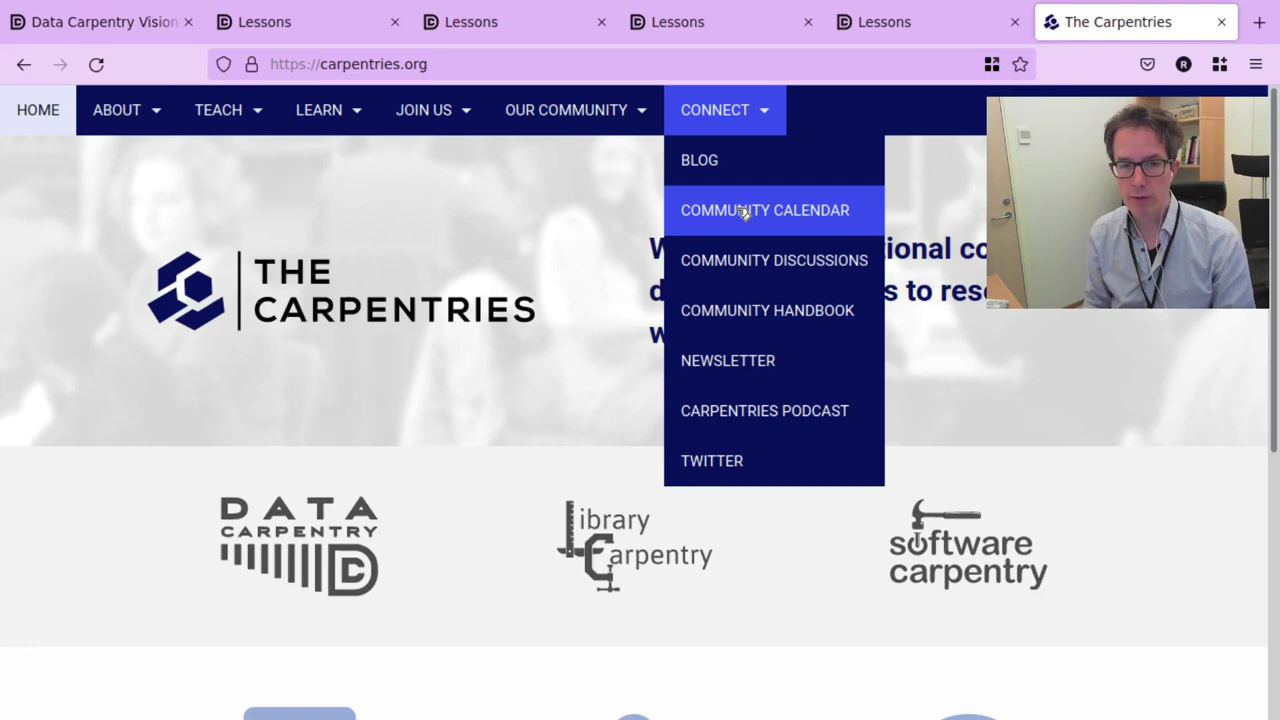 Data Carpentry Vision
Lessons
Lessons
Lessons
Lessons
The Carpentries
https://carpentries.org
R
HOME
ABOUT
TEACH
LEARN
JOIN US
OUR COMMUNITY
CONNECT
BLOG
COMMUNITY CALENDAR
COMMUNITY DISCUSSIONS
COMMUNITY HANDBOOK
NEWSLETTER
CARPENTRIES PODCAST
TWITTER
THE
CARPENTRIES
DATA
CARPENTRY
library
Carpentry
software
carpentry